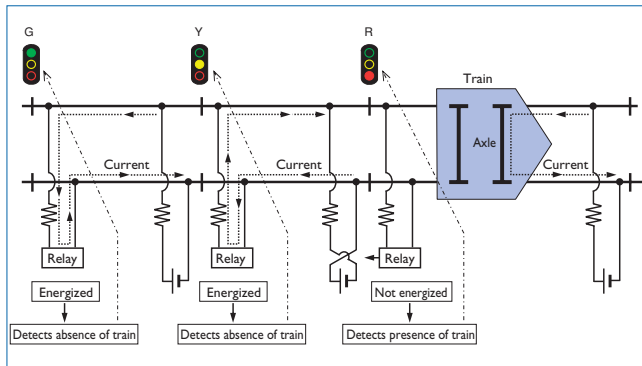 G
Y
R
Train
Axle
Current
Current
Current
Relay
Relay
Relay
Energized
Energized
Not energized
Detects absence of train
Detects absence of train
Detects presence of train